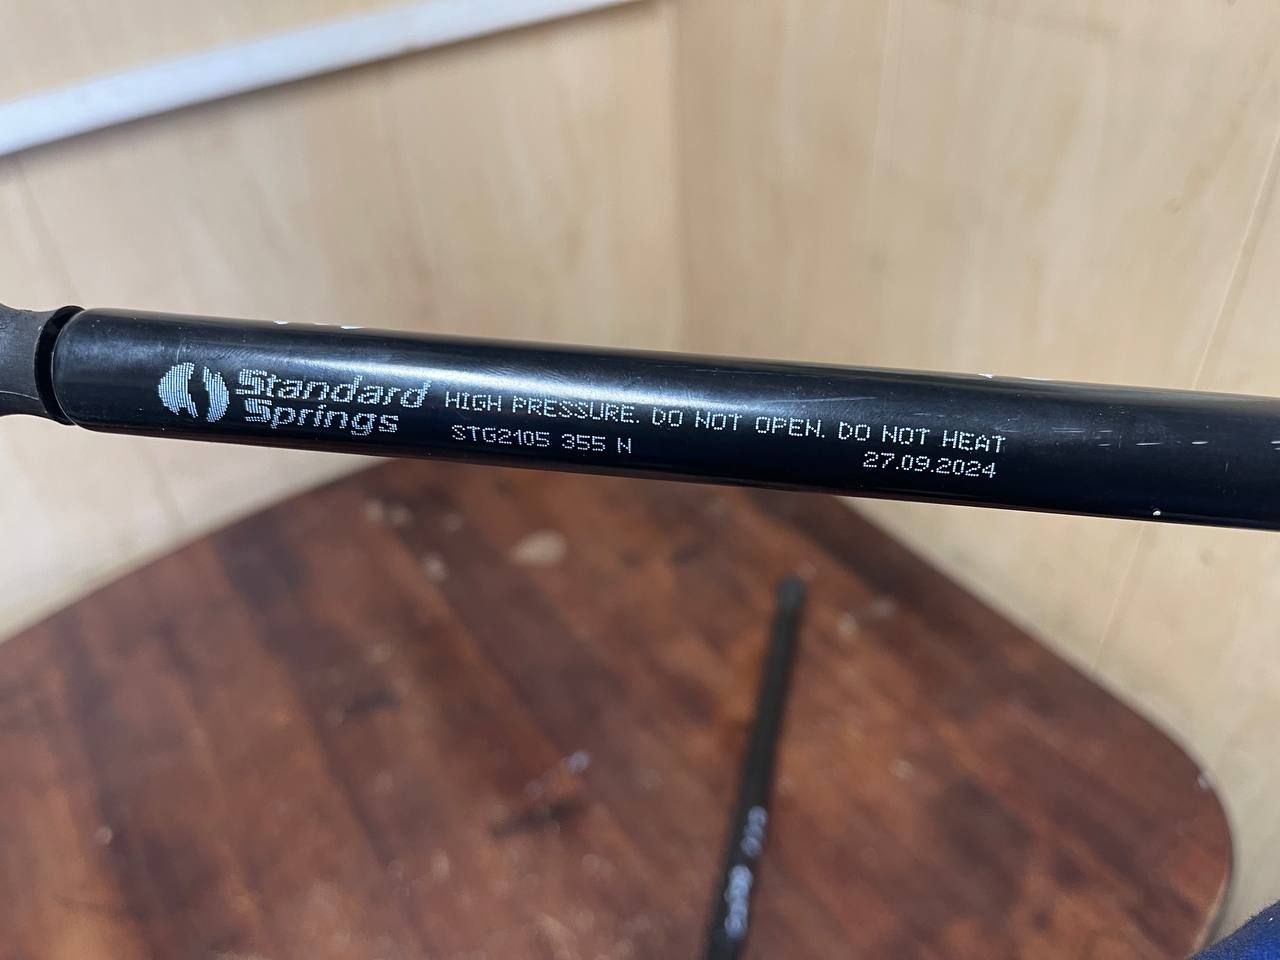 Standard
Springs
HIGH PRESSURE. DO NOT OPEN. DO NOT HEAT
STG2105 355 N
27.09.2024